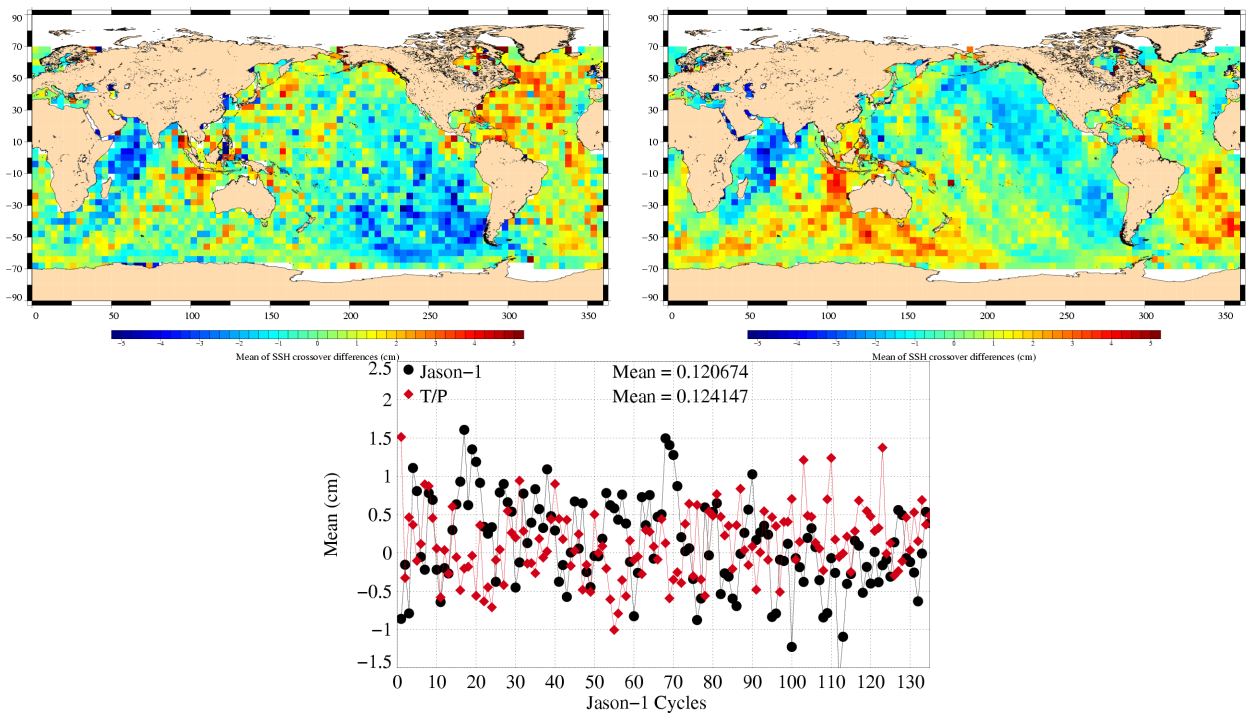 90
70
50
30
10
−10
−30
−50
−70
−90
0 50 100 150 200 250 300 350
−5 −4 −3 −2 −1 0 1 2 3 4 5
Mean of SSH crossover differences (cm)
90
70
50
30
10
−10
−30
−50
−70
−90
0 50 100 150 200 250 300 350
−5 −4 −3 −2 −1 0 1 2 3 4 5
Mean of SSH crossover differences (cm)
Jason−1 Mean = 0.120674
T/P Mean = 0.124147
Mean (cm)
2.5
2
1.5
1
0.5
0
−0.5
−1
−1.5
0 10 20 30 40 50 60 70 80 90 100 110 120 130
Jason−1 Cycles